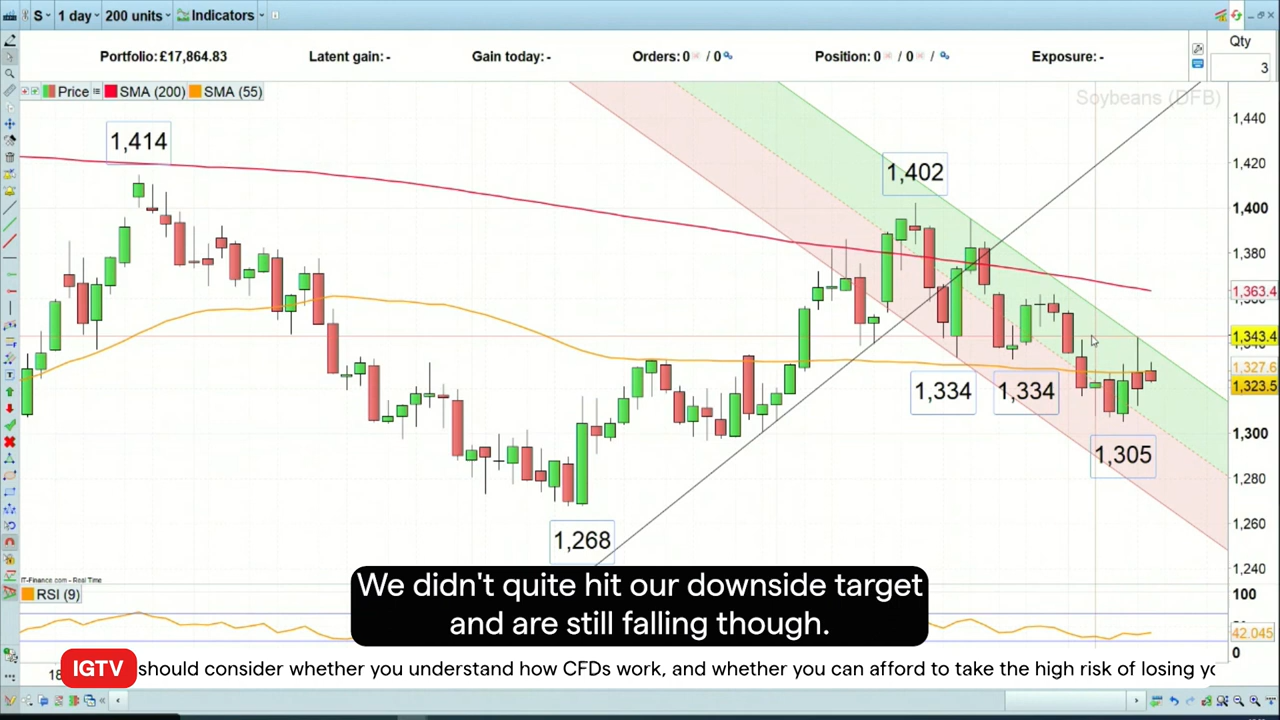 S 1 day 200 units Indicators
Portfolio: £17,864.83 Latent gain: - Gain today: - Orders: 0 / 0 Position: 0 / 0 / Exposure: - Qty
3
Price SMA (200) SMA (55)
Soybeans (DFB)
1,440
1,414
1,420
1,402
1,400
1,380
1,363.4
1,343.4
1,327.6
1,323.5
1,334 1,334
1,300
1,305
1,280
1,268
1,260
1,240
IT-Finance.com - Real Time
RSI (9)
100
42.045
0
We didn't quite hit our downside target
and are still falling though.
IGTV should consider whether you understand how CFDs work, and whether you can afford to take the high risk of losing yo